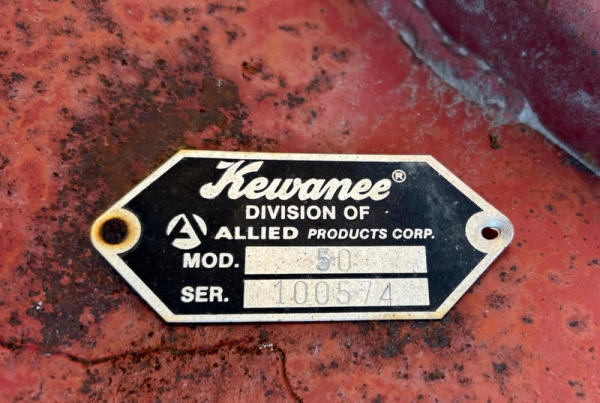 Kewanee®
DIVISION OF
ALLIED PRODUCTS CORP.
MOD. 50
SER. 100574